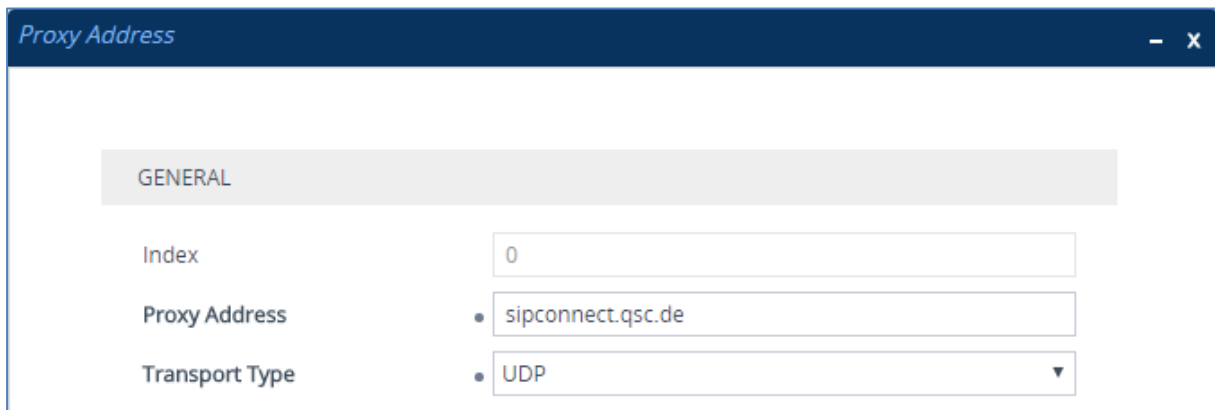 Proxy Address
– x
GENERAL
Index 0
Proxy Address sipconnect.qsc.de
Transport Type UDP